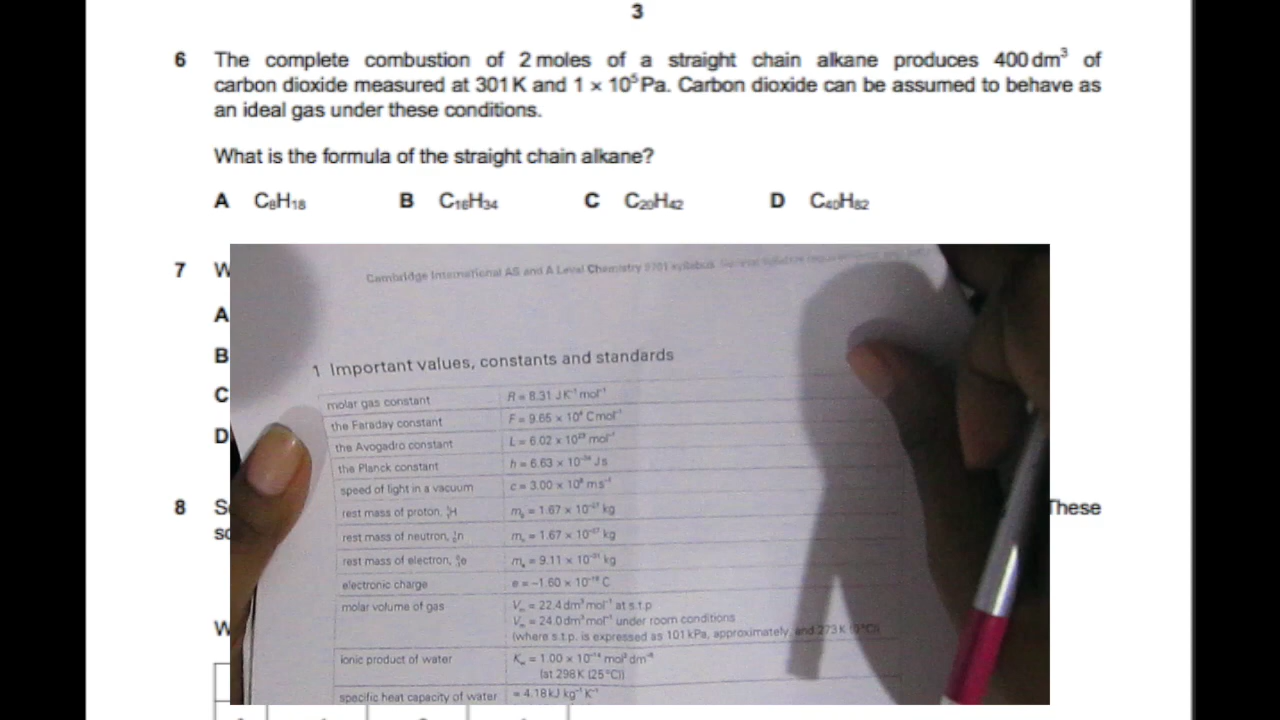 3
6 The complete combustion of 2 moles of a straight chain alkane produces 400 dm³ of
carbon dioxide measured at 301 K and 1 × 10⁵ Pa. Carbon dioxide can be assumed to behave as
an ideal gas under these conditions.
What is the formula of the straight chain alkane?
A C₈H₁₈ B C₁₆H₃₄ C C₂₀H₄₂ D C₄₀H₈₂
7 W
A
B
C
D
8 S
These
so
W
Cambridge International AS and A Level Chemistry 9701 syllabus
1 Important values, constants and standards
molar gas constant R = 8.31 J K⁻¹ mol⁻¹
the Faraday constant F = 9.65 × 10⁴ C mol⁻¹
the Avogadro constant L = 6.02 × 10²³ mol⁻¹
the Planck constant h = 6.63 × 10⁻³⁴ J s
speed of light in a vacuum c = 3.00 × 10⁸ m s⁻¹
rest mass of proton, ¹₁H mₚ = 1.67 × 10⁻²⁷ kg
rest mass of neutron, ¹₀n mₙ = 1.67 × 10⁻²⁷ kg
rest mass of electron, ⁰₋₁e mₑ = 9.11 × 10⁻³¹ kg
electronic charge e = −1.60 × 10⁻¹⁹ C
molar volume of gas Vₘ = 22.4 dm³ mol⁻¹ at s.t.p
Vₘ = 24.0 dm³ mol⁻¹ under room conditions
(where s.t.p. is expressed as 101 kPa, approximately, and 273 K (0 °C))
ionic product of water K_w = 1.00 × 10⁻¹⁴ mol² dm⁻⁶
(at 298 K (25 °C))
specific heat capacity of water = 4.18 kJ kg⁻¹ K⁻¹